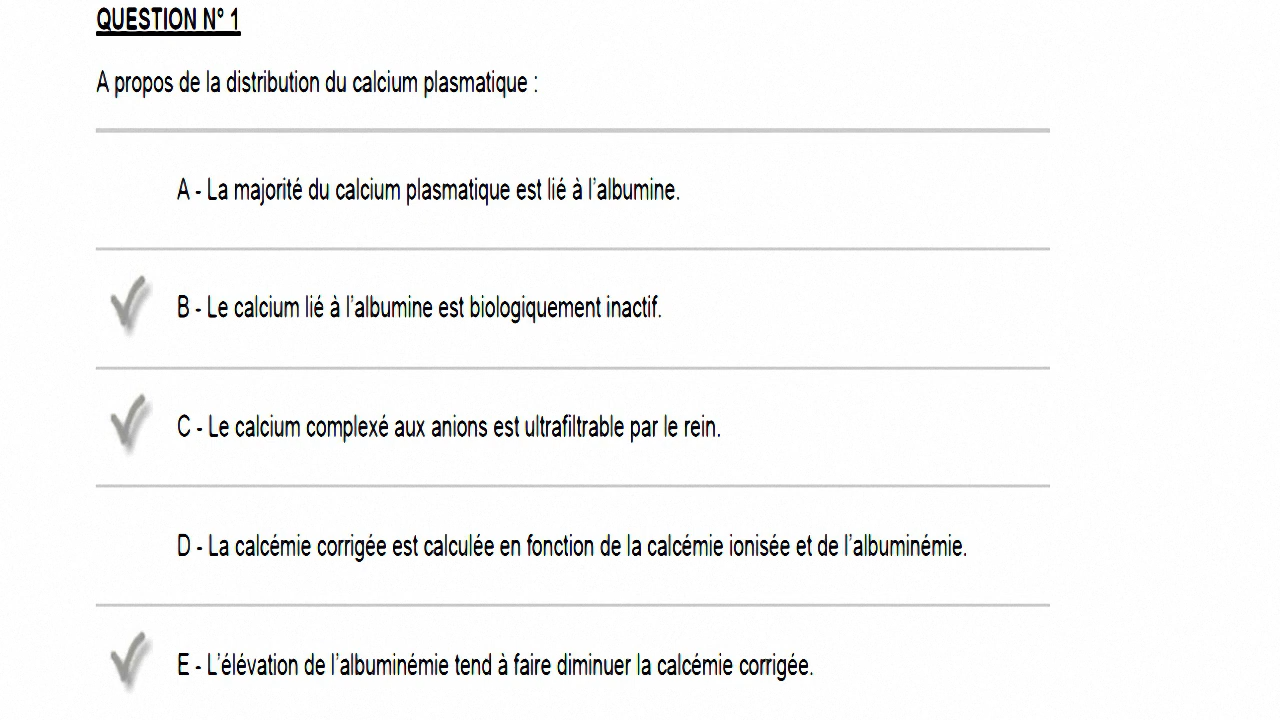 QUESTION N° 1
A propos de la distribution du calcium plasmatique :
A - La majorité du calcium plasmatique est lié à l’albumine.
B - Le calcium lié à l’albumine est biologiquement inactif.
C - Le calcium complexé aux anions est ultrafiltrable par le rein.
D - La calcémie corrigée est calculée en fonction de la calcémie ionisée et de l’albuminémie.
E - L’élévation de l’albuminémie tend à faire diminuer la calcémie corrigée.